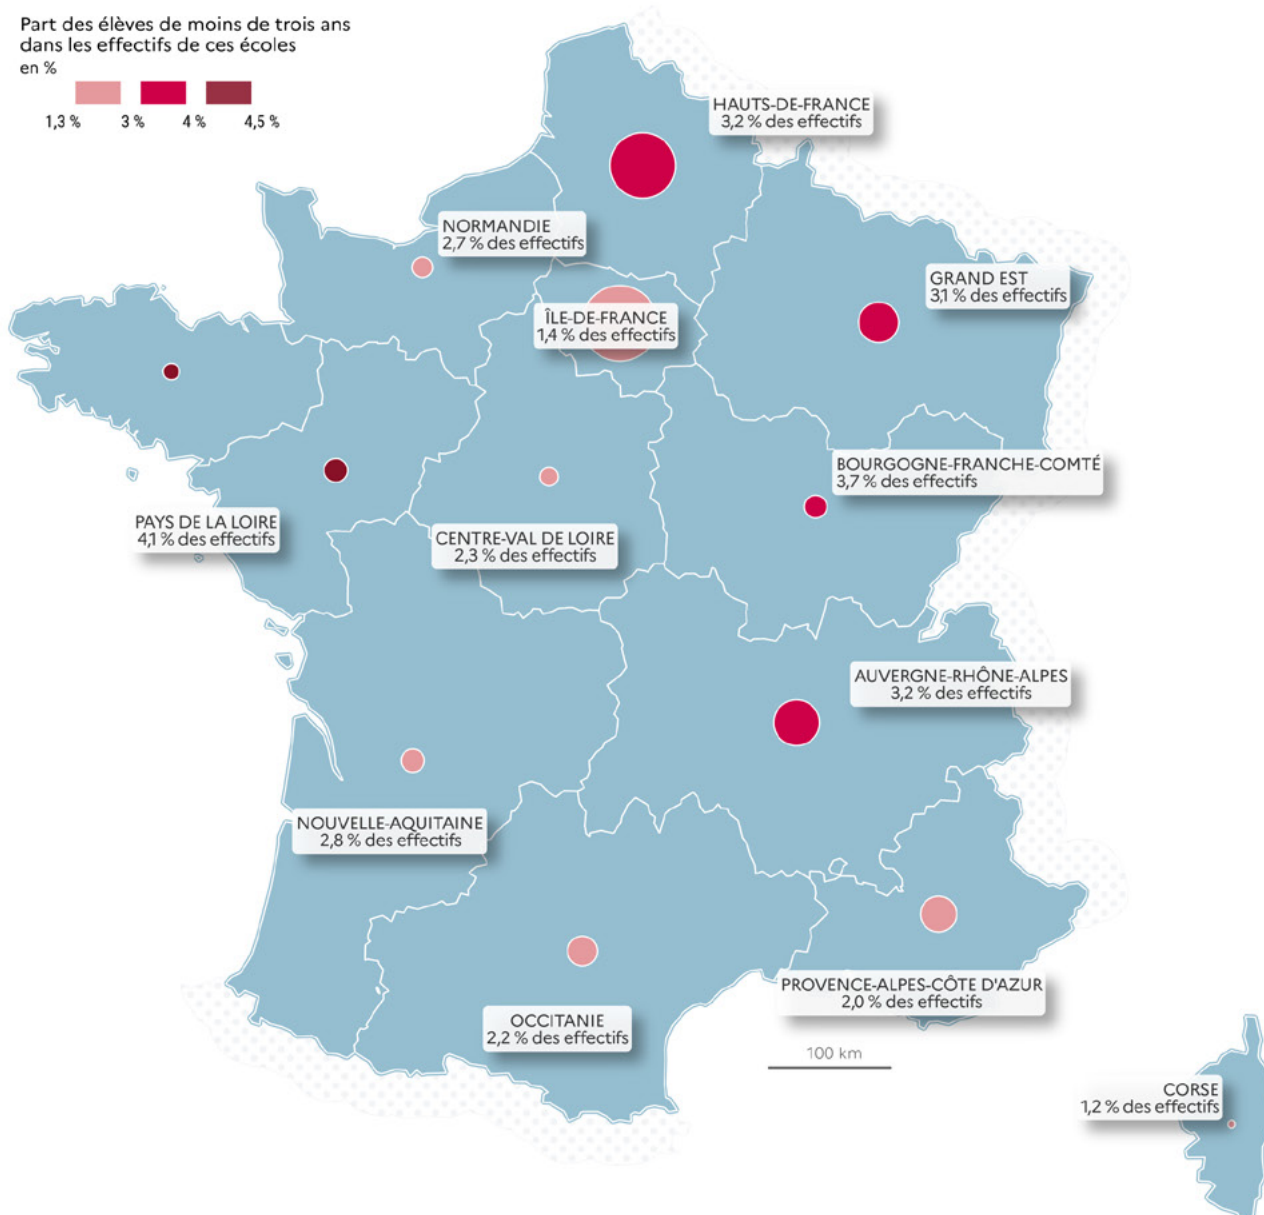 Part des élèves de moins de trois ans
dans les effectifs de ces écoles
en %
1,3 % 3 % 4 % 4,5 %
HAUTS-DE-FRANCE
3,2 % des effectifs
NORMANDIE
2,7 % des effectifs
GRAND EST
3,1 % des effectifs
ÎLE-DE-FRANCE
1,4 % des effectifs
BOURGOGNE-FRANCHE-COMTÉ
3,7 % des effectifs
PAYS DE LA LOIRE
4,1 % des effectifs
CENTRE-VAL DE LOIRE
2,3 % des effectifs
AUVERGNE-RHÔNE-ALPES
3,2 % des effectifs
NOUVELLE-AQUITAINE
2,8 % des effectifs
PROVENCE-ALPES-CÔTE D'AZUR
2,0 % des effectifs
OCCITANIE
2,2 % des effectifs
100 km
CORSE
1,2 % des effectifs